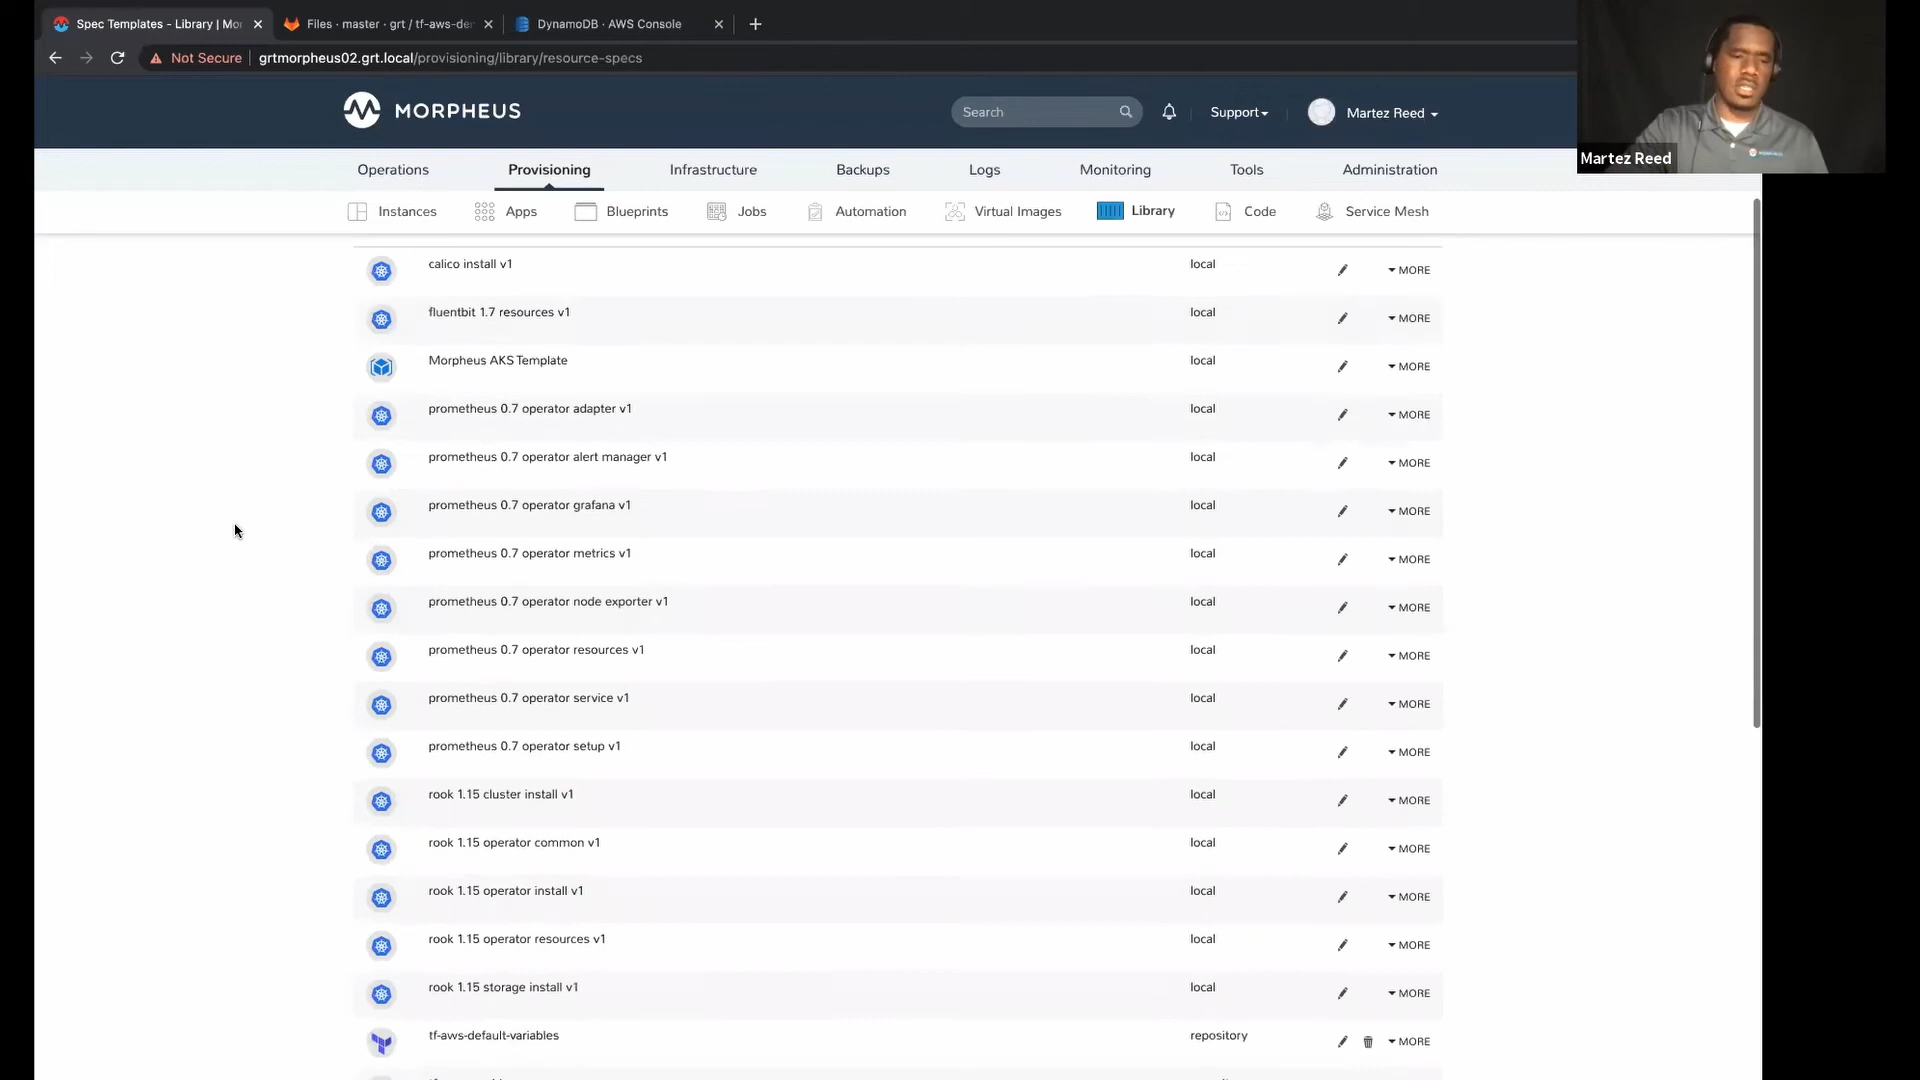 Spec Templates - Library | Mor
Files · master · grt / tf-aws-der
DynamoDB · AWS Console
Not Secure
grtmorpheus02.grt.local/provisioning/library/resource-specs
MORPHEUS
Search
Support
Martez Reed
Martez Reed
Operations
Provisioning
Infrastructure
Backups
Logs
Monitoring
Tools
Administration
Instances
Apps
Blueprints
Jobs
Automation
Virtual Images
Library
Code
Service Mesh
calico install v1 local MORE
fluentbit 1.7 resources v1 local MORE
Morpheus AKS Template local MORE
prometheus 0.7 operator adapter v1 local MORE
prometheus 0.7 operator alert manager v1 local MORE
prometheus 0.7 operator grafana v1 local MORE
prometheus 0.7 operator metrics v1 local MORE
prometheus 0.7 operator node exporter v1 local MORE
prometheus 0.7 operator resources v1 local MORE
prometheus 0.7 operator service v1 local MORE
prometheus 0.7 operator setup v1 local MORE
rook 1.15 cluster install v1 local MORE
rook 1.15 operator common v1 local MORE
rook 1.15 operator install v1 local MORE
rook 1.15 operator resources v1 local MORE
rook 1.15 storage install v1 local MORE
tf-aws-default-variables repository MORE